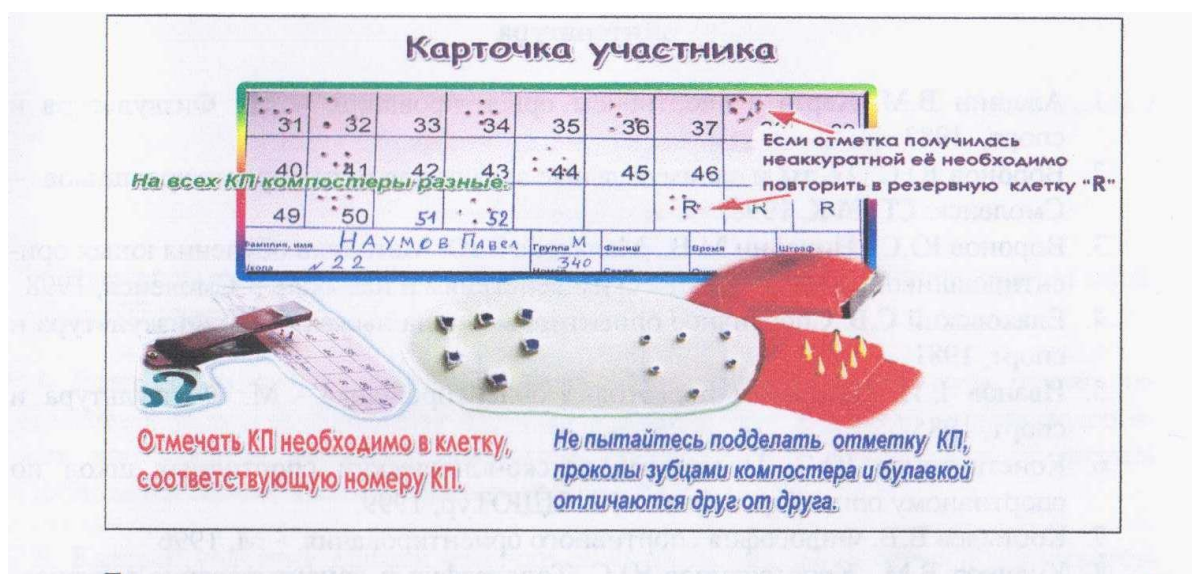 Карточка участника
31 32 33 34 35 36 37
Если отметка получилась
неаккуратной её необходимо
повторить в резервную клетку "R"
40 41 42 43 44 45 46
На всех КП компостеры разные.
49 50 51 52 R R R
Фамилия, имя НАУМОВ ПАВЕЛ Группа М Финиш Время
№ 22 340
52
Отмечать КП необходимо в клетку,
соответствующую номеру КП.
Не пытайтесь подделать отметку КП,
проколы зубцами компостера и булавкой
отличаются друг от друга.